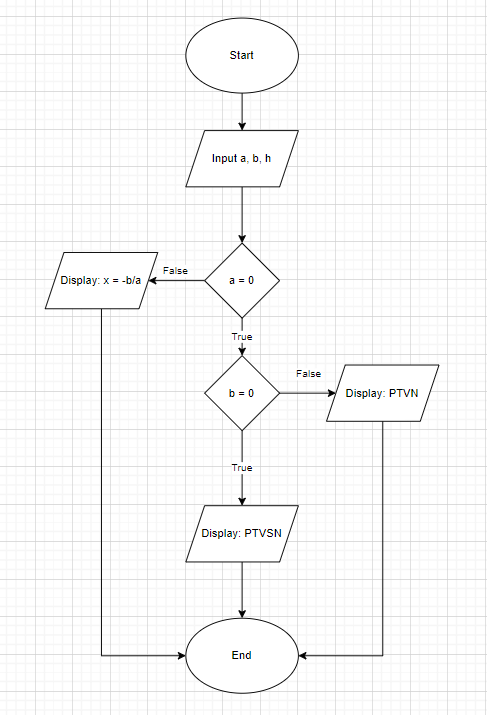 Start
Input a, b, h
a = 0
False
Display: x = -b/a
True
b = 0
False
Display: PTVN
True
Display: PTVSN
End